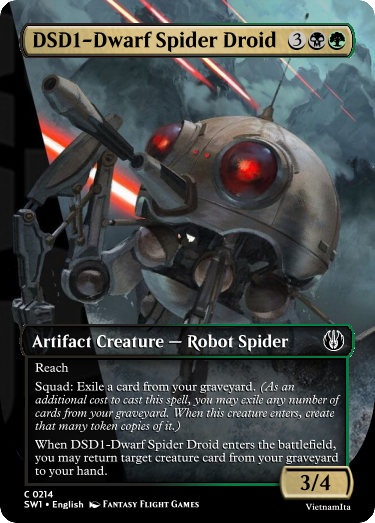 DSD1-Dwarf Spider Droid 3
Artifact Creature — Robot Spider
Reach
Squad: Exile a card from your graveyard. (As an
additional cost to cast this spell, you may exile any number of
cards from your graveyard. When this creature enters, create
that many token copies of it.)
When DSD1-Dwarf Spider Droid enters the battlefield,
you may return target creature card from your graveyard
to your hand.
3/4
C 0214
SW1 • English FANTASY FLIGHT GAMES
VietnamIta